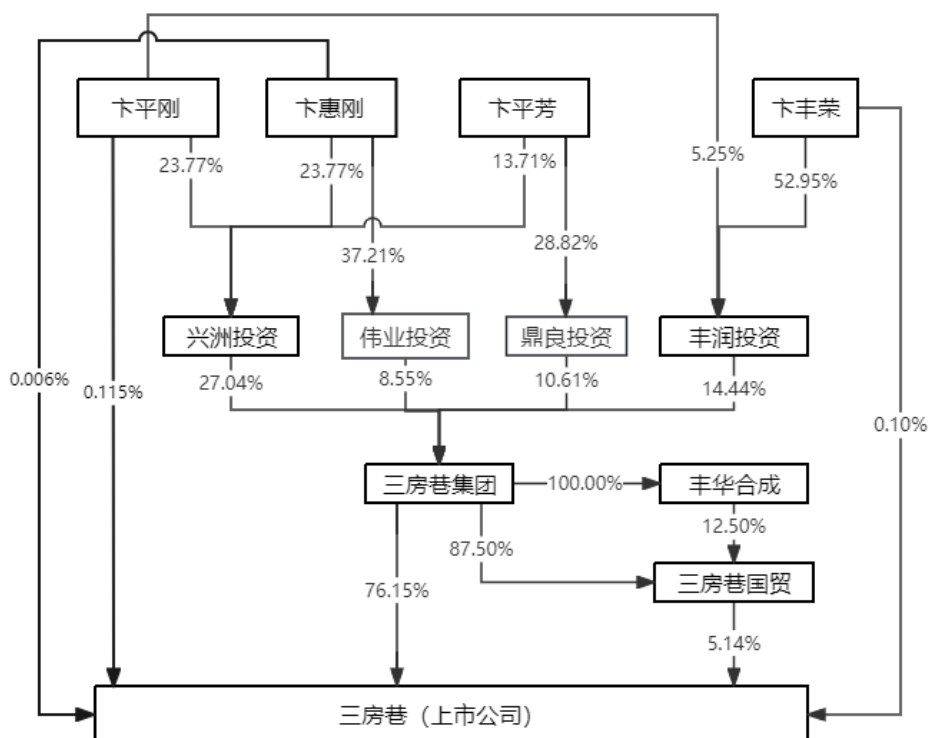 卞平刚
卞惠刚
卞平芳
卞丰荣
23.77%
23.77%
13.71%
5.25%
52.95%
37.21%
28.82%
兴洲投资
伟业投资
鼎良投资
丰润投资
0.006%
0.115%
27.04%
8.55%
10.61%
14.44%
0.10%
三房巷集团
100.00%
丰华合成
12.50%
87.50%
76.15%
三房巷国贸
5.14%
三房巷（上市公司）